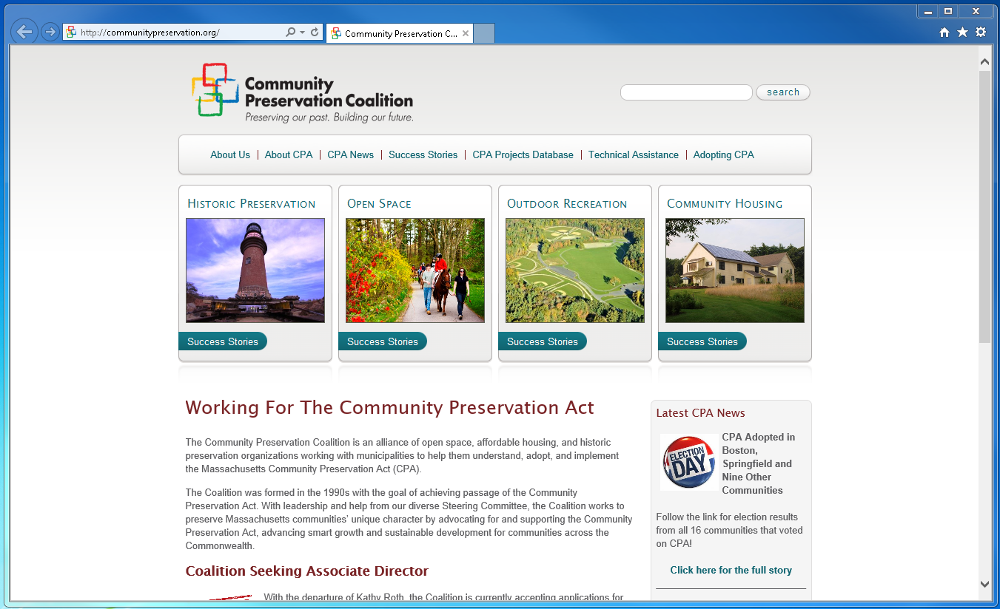 http://communitypreservation.org/
Community Preservation C...
Community
Preservation Coalition
Preserving our past. Building our future.
search
About Us | About CPA | CPA News | Success Stories | CPA Projects Database | Technical Assistance | Adopting CPA
Historic Preservation
Open Space
Outdoor Recreation
Community Housing
Success Stories
Success Stories
Success Stories
Success Stories
Working For The Community Preservation Act
The Community Preservation Coalition is an alliance of open space, affordable housing, and historic
preservation organizations working with municipalities to help them understand, adopt, and implement
the Massachusetts Community Preservation Act (CPA).
The Coalition was formed in the 1990s with the goal of achieving passage of the Community
Preservation Act. With leadership and help from our diverse Steering Committee, the Coalition works to
preserve Massachusetts communities’ unique character by advocating for and supporting the Community
Preservation Act, advancing smart growth and sustainable development for communities across the
Commonwealth.
Coalition Seeking Associate Director
With the departure of Kathy Roth, the Coalition is currently accepting applications for
Latest CPA News
ELECTION
DAY
CPA Adopted in
Boston,
Springfield and
Nine Other
Communities
Follow the link for election results
from all 16 communities that voted
on CPA!
Click here for the full story